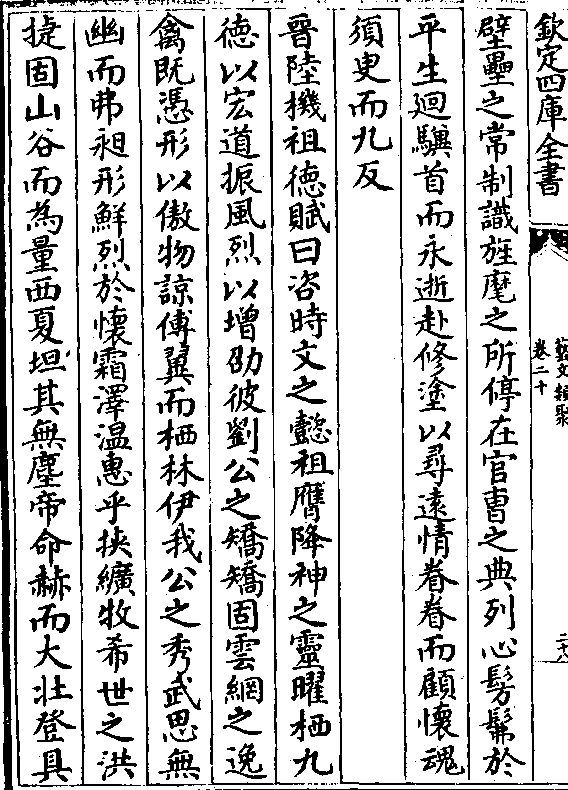 欽定四庫全書
藝文類聚
卷二十
壁壘之常制識旌麾之所停在官曹之典列心髣髴於
平生迴驥首而永逝赴修塗以尋遠情眷眷而顧懷魂
須臾而九反
晉陸機祖德賦曰咨時文之懿祖膺降神之靈曜栖九
德以宏道振風烈以增劭彼劉公之矯矯固雲網之逸
禽既憑形以傲物諒傅翼而栖林伊我公之秀武思無
幽而弗昶形鮮烈於懷霜澤温惠乎挾纊牧希世之洪
捷固山谷而為量西夏坦其無塵帝命赫而大壯登具